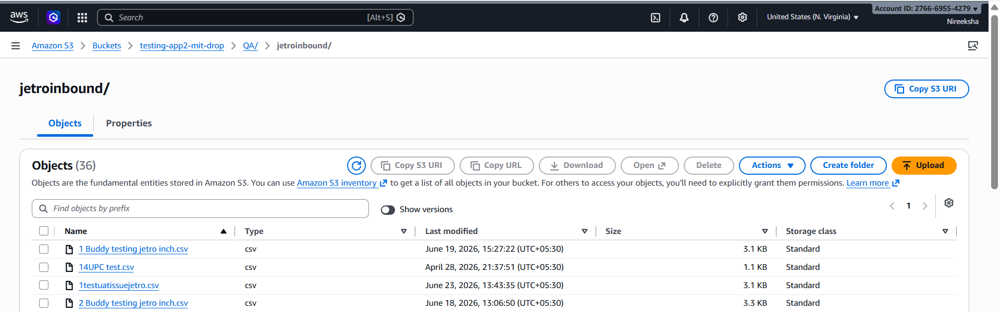 aws
Search [Alt+S]
United States (N. Virginia)
Account ID: 2766-6955-4279
Nireeksha
Amazon S3 Buckets testing-app2-mit-drop QA/ jetroinbound/
jetroinbound/
Copy S3 URI
Objects Properties
Objects (36)
Copy S3 URI Copy URL Download Open Delete Actions Create folder Upload
Objects are the fundamental entities stored in Amazon S3. You can use Amazon S3 inventory to get a list of all objects in your bucket. For others to access your objects, you'll need to explicitly grant them permissions. Learn more
Find objects by prefix
Show versions
1
Name Type Last modified Size Storage class
1 Buddy testing jetro inch.csv csv June 19, 2026, 15:27:22 (UTC+05:30) 3.1 KB Standard
14UPC test.csv csv April 28, 2026, 21:37:51 (UTC+05:30) 1.1 KB Standard
1testuatissuejetro.csv csv June 23, 2026, 13:43:35 (UTC+05:30) 3.1 KB Standard
2 Buddy testing jetro inch.csv csv June 18, 2026, 13:06:50 (UTC+05:30) 3.3 KB Standard